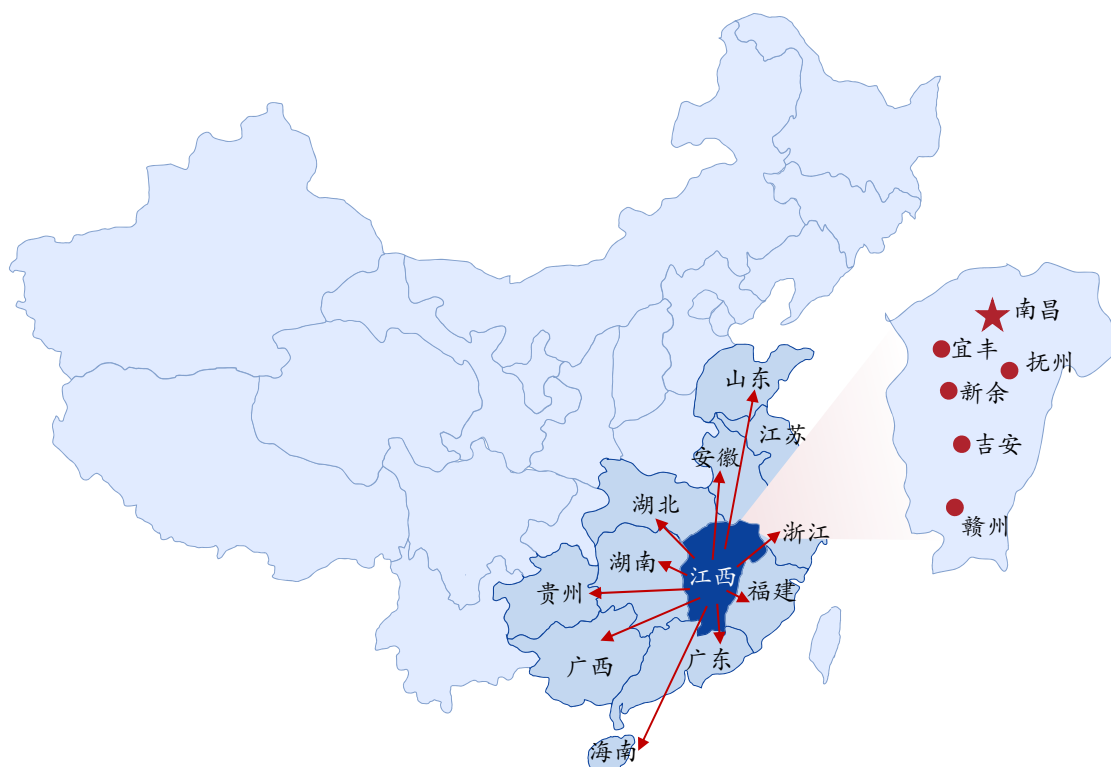 南昌
宜丰
抚州
新余
吉安
赣州
山东
江苏
安徽
湖北
浙江
湖南
江西
贵州
福建
广西
广东
海南